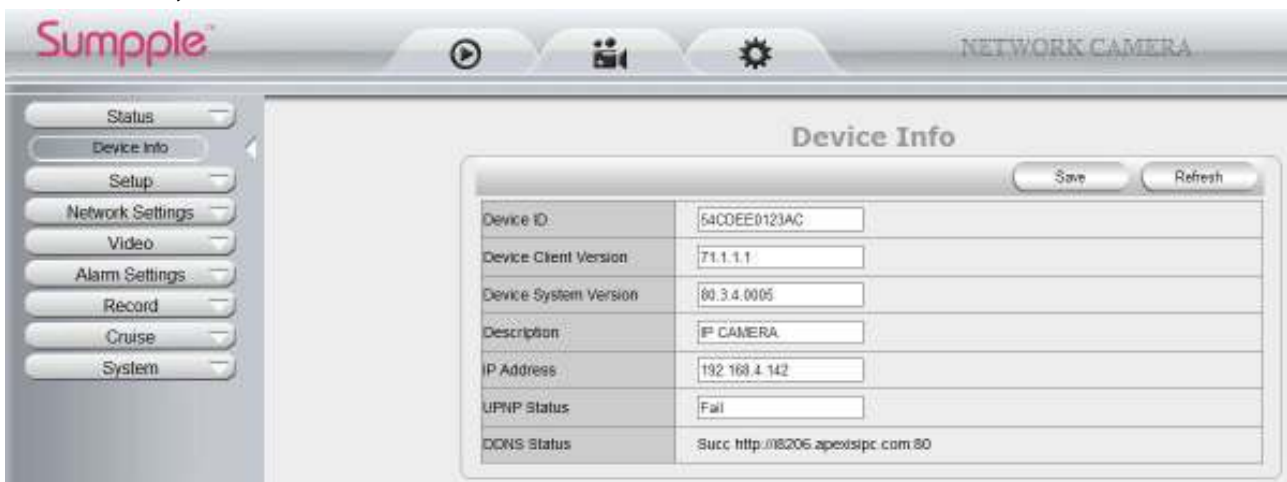 Sumpple™
NETWORK CAMERA
Status
Device Info
Setup
Network Settings
Video
Alarm Settings
Record
Cruise
System
Device Info
Save Refresh
Device ID 54CDEE0123AC
Device Client Version 71.1.1.1
Device System Version 80.3.4.0005
Description IP CAMERA
IP Address 192.168.4.142
UPNP Status Fail
DDNS Status Succ http://i8206.apexisipc.com:80